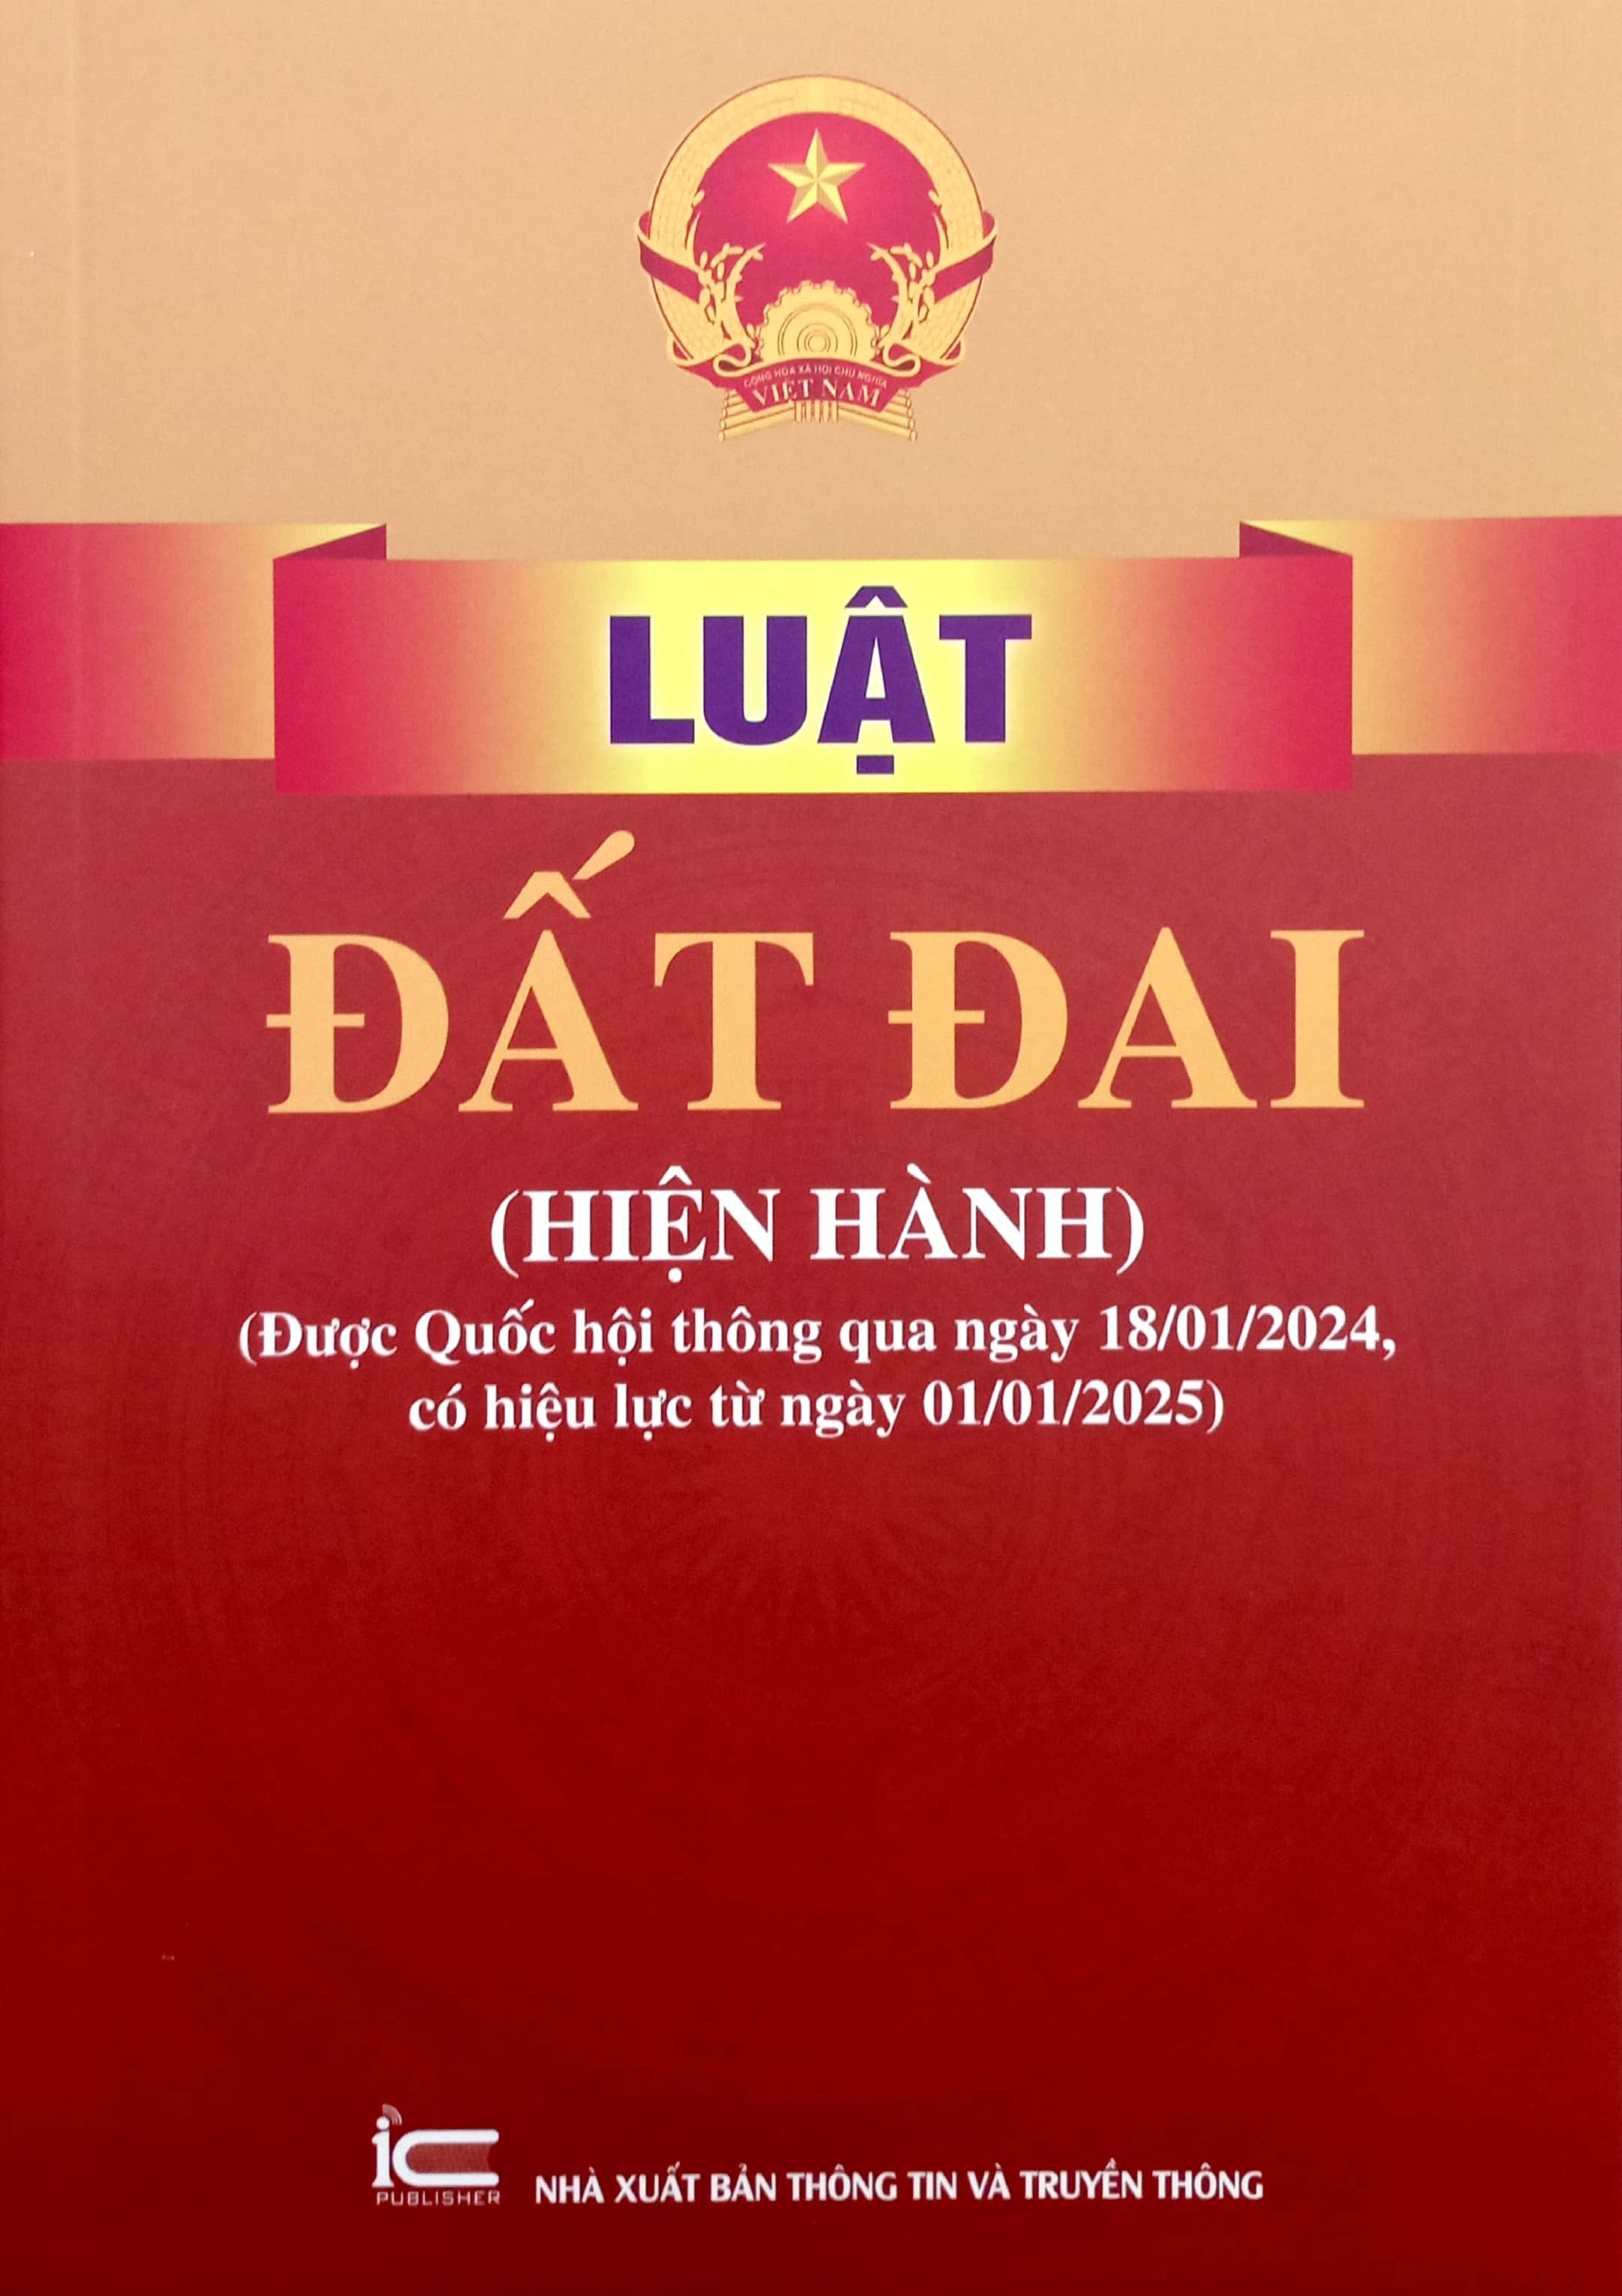 CỘNG HÒA XÃ HỘI CHỦ NGHĨA
VIỆT NAM
LUẬT
ĐẤT ĐAI
(HIỆN HÀNH)
(Được Quốc hội thông qua ngày 18/01/2024,
có hiệu lực từ ngày 01/01/2025)
ic
PUBLISHER
NHÀ XUẤT BẢN THÔNG TIN VÀ TRUYỀN THÔNG